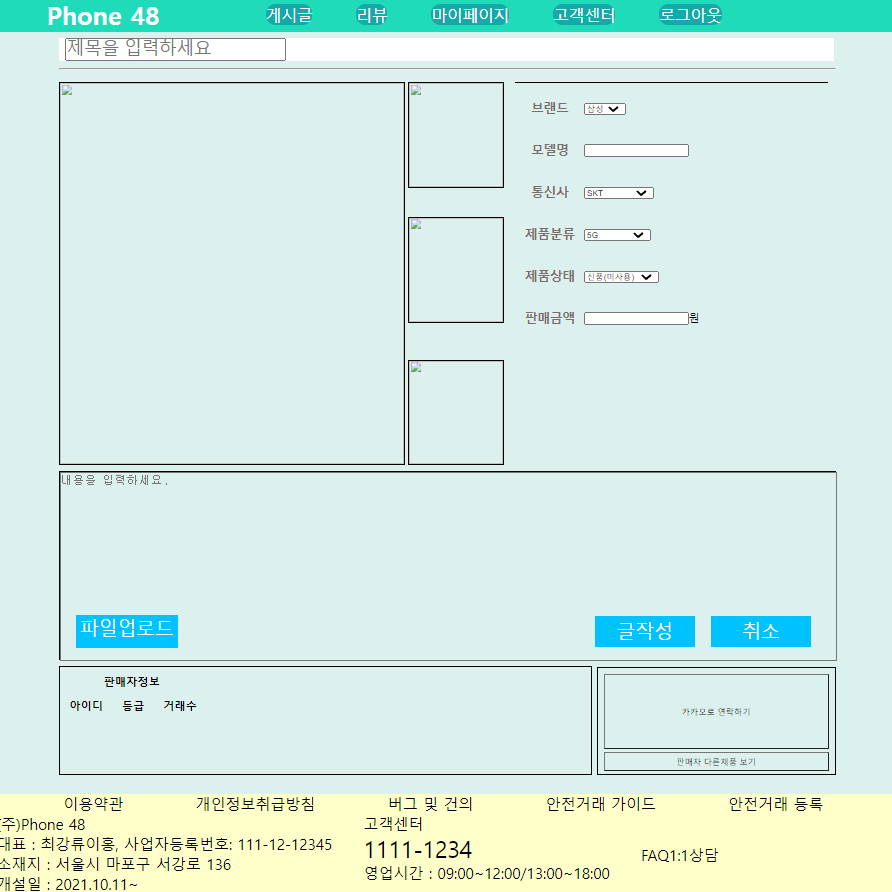 Phone 48 게시글 리뷰 마이페이지 고객센터 로그아웃
제목을 입력하세요
브랜드 삼성
모델명
통신사 SKT
제품분류 5G
제품상태 신품(미사용)
판매금액 원
내용을 입력하세요.
파일업로드 글작성 취소
판매자정보
아이디 등급 거래수
카카오로 연락하기
판매자 다른제품 보기
이용약관 개인정보취급방침 버그 및 건의 안전거래 가이드 안전거래 등록
(주)Phone 48
대표 : 최강류이홍, 사업자등록번호: 111-12-12345
소재지 : 서울시 마포구 서강로 136
개설일 : 2021.10.11~
고객센터
1111-1234
영업시간 : 09:00~12:00/13:00~18:00
FAQ1:1상담